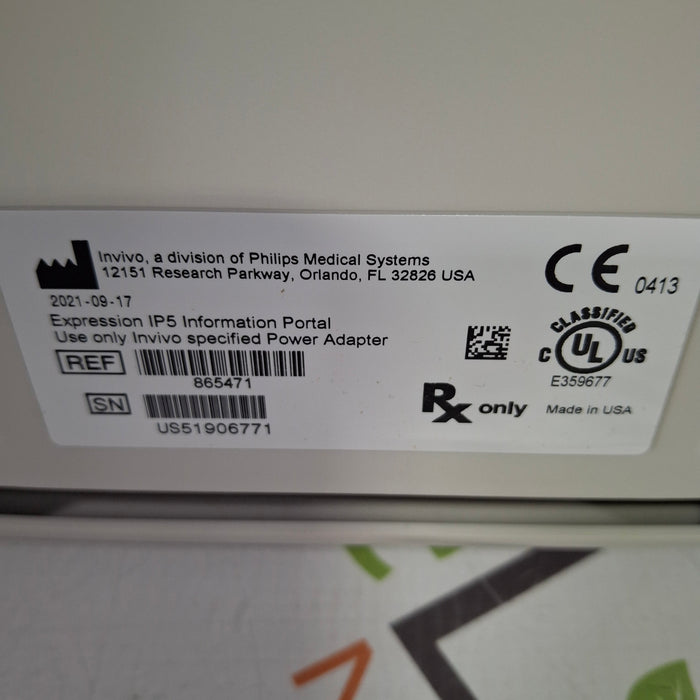 Invivo, a division of Philips Medical Systems
12151 Research Parkway, Orlando, FL 32826 USA
2021-09-17
Expression IP5 Information Portal
Use only Invivo specified Power Adapter
REF
865471
SN
US51906771
CE 0413
CLASSIFIED
C UL US
E359677
Rx only
Made in USA